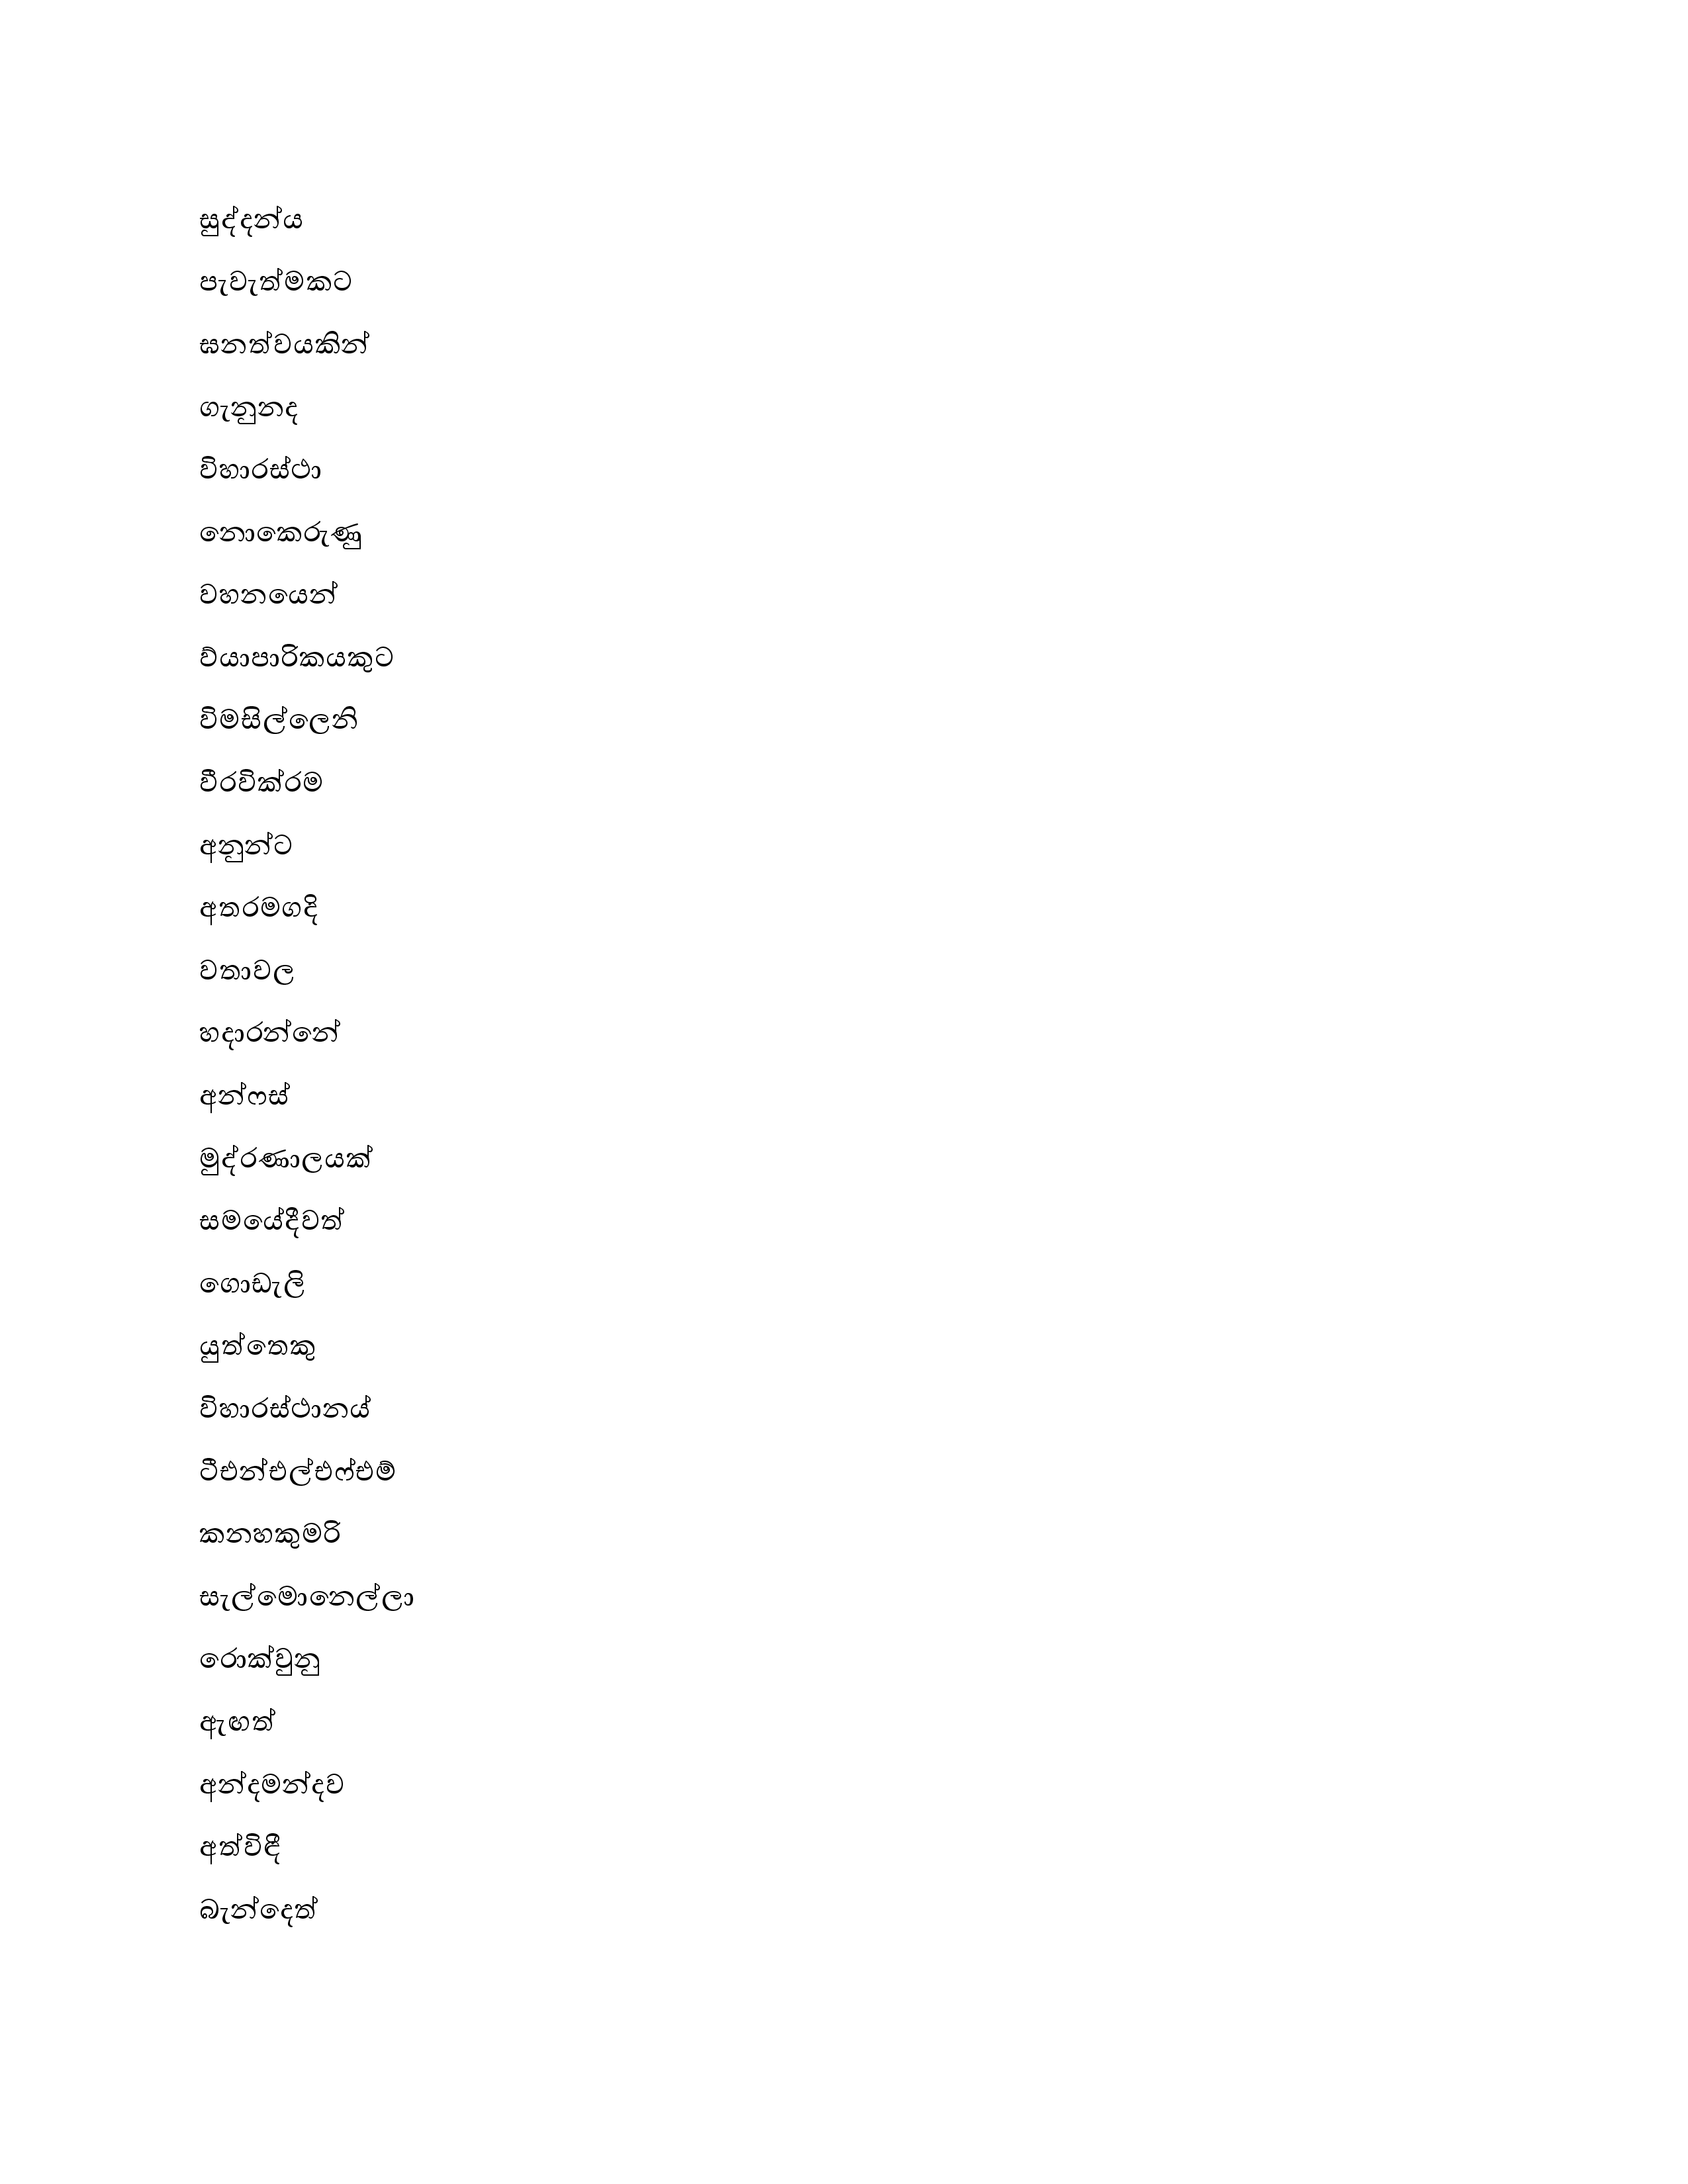 සුද්දන්ය
පැවැත්මකට
ඝනත්වයකින්
ගැනුනද
විහාරස්ථා
නොකෙරුණු
වහනයෙන්
ව්යාපාරිකයකුට
විමසිල්ලෙනි
වීරවික්රම
අනුන්ට
අතරමගදි
වතාවල
හදාරන්නේ
අන්ෆස්
මුද්රණාලයක්
සමයේදීවත්
ගොඩැලි
යුත්තෙකු
විහාරස්ථානය්
ටීඑන්එල්එෆ්එම්
කනහකුමරි
සැල්මොනෙල්ලා
රොක්වුනු
ඇඟත්
අන්දමන්දව
අත්විඳී
බැන්දෙත්